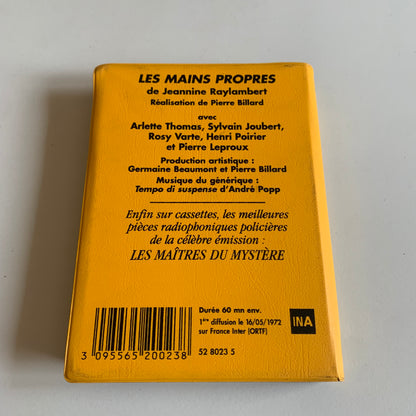 LES MAINS PROPRES
de Jeannine Raylambert
Réalisation de Pierre Billard
avec
Arlette Thomas, Sylvain Joubert,
Rosy Varte, Henri Poirier
et Pierre Leproux
Production artistique :
Germaine Beaumont et Pierre Billard
Musique du générique :
Tempo di suspense d'André Popp
Enfin sur cassettes, les meilleures
pièces radiophoniques policières
de la célèbre émission :
LES MAÎTRES DU MYSTÈRE
Durée 60 mn env.
1ère diffusion le 16/05/1972
sur France Inter (ORTF)
INA
3 095565 200238
52 8023 5